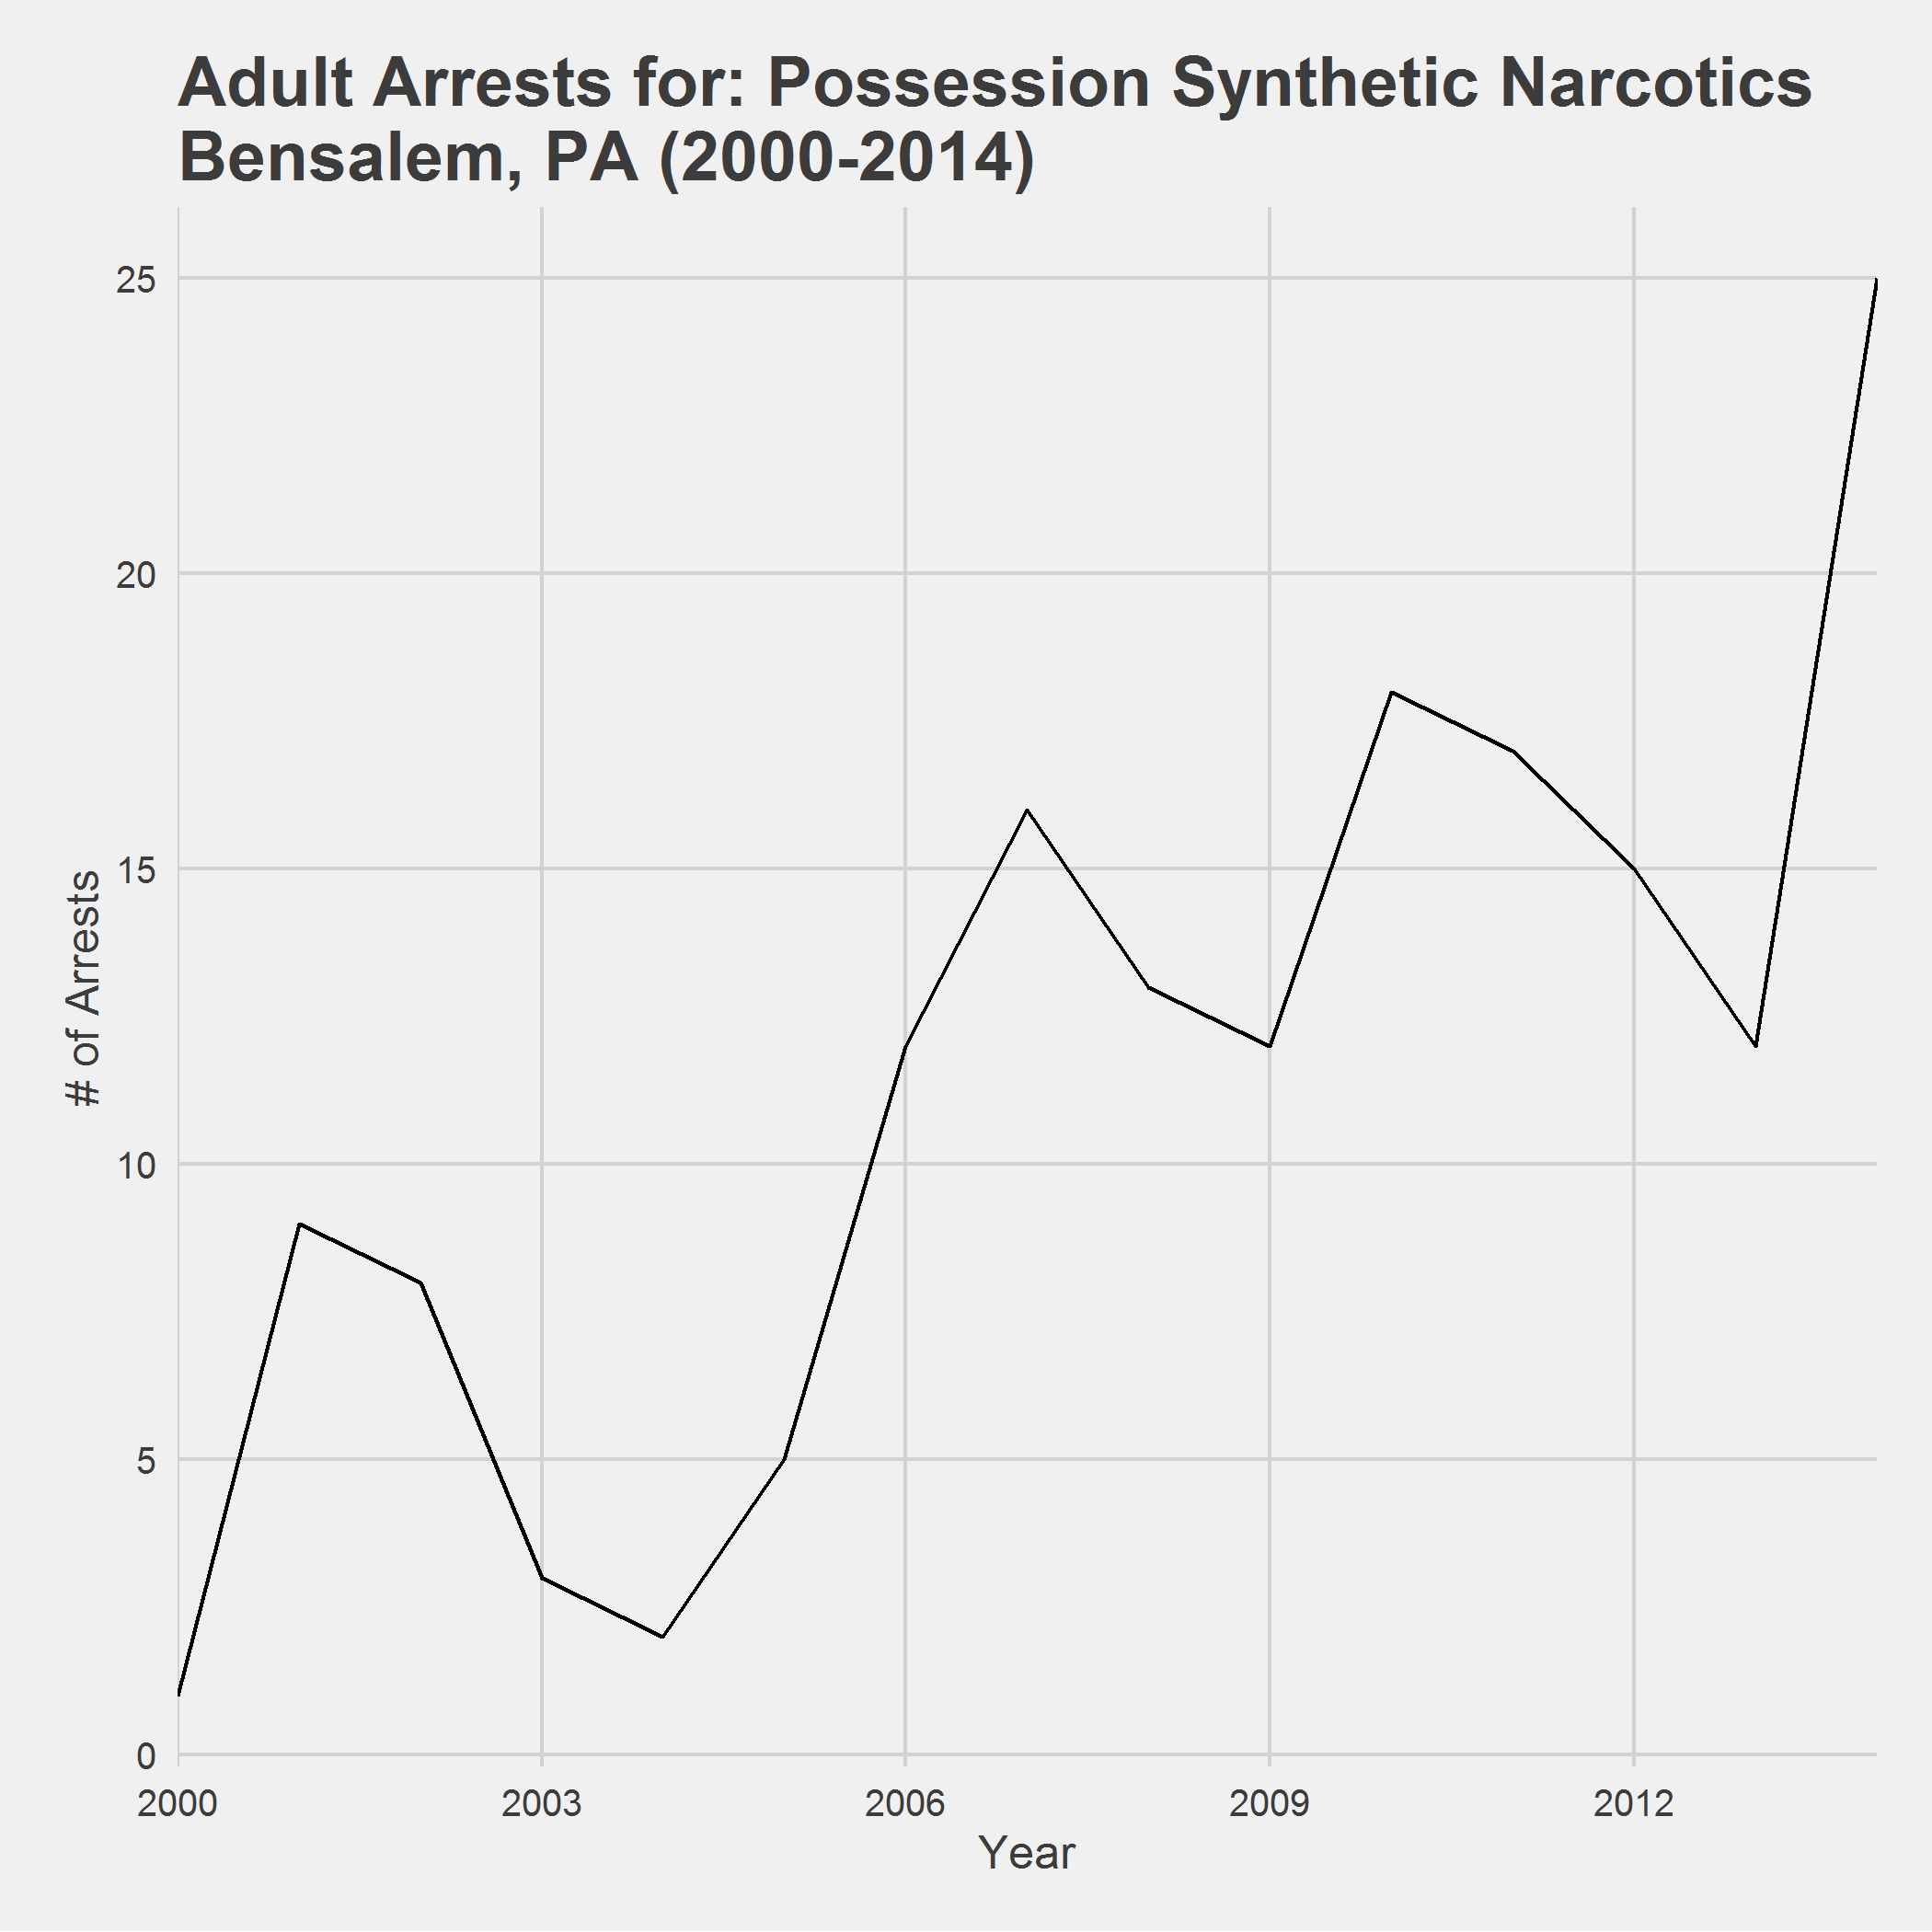 Adult Arrests for: Possession Synthetic Narcotics
Bensalem, PA (2000-2014)
25
20
15
10
5
0
# of Arrests
2000 2003 2006 2009 2012
Year